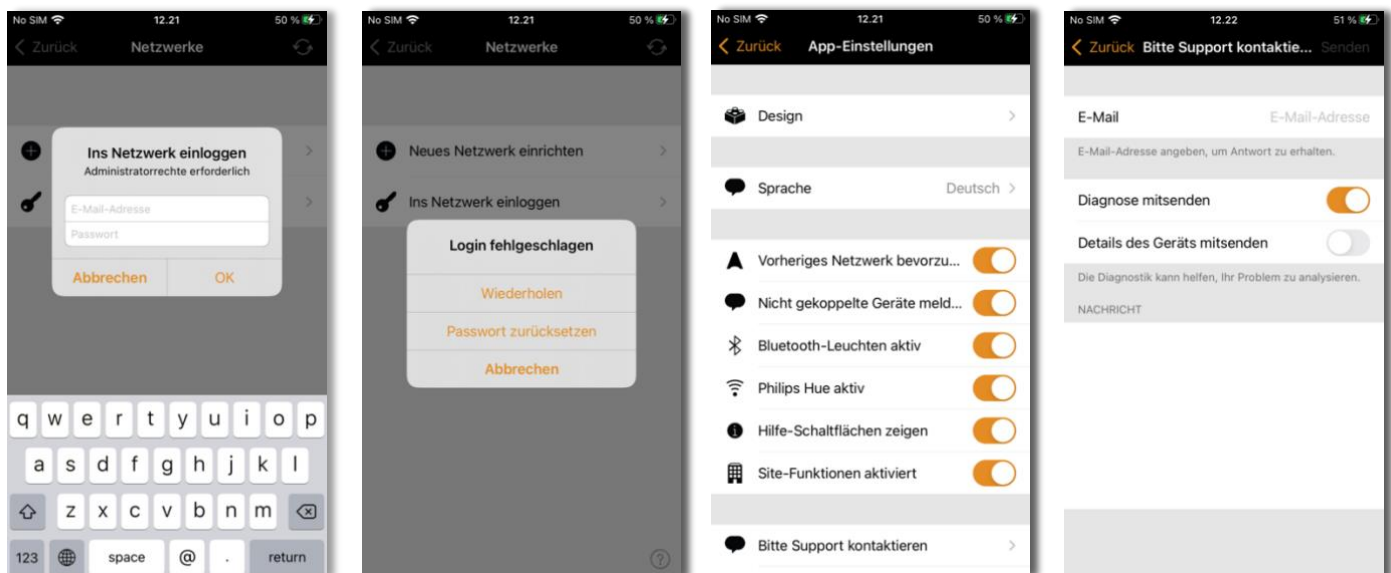 No SIM 12.21 50 %
Zurück Netzwerke
Ins Netzwerk einloggen
Administratorrechte erforderlich
E-Mail-Adresse
Passwort
Abbrechen OK
q w e r t y u i o p
a s d f g h j k l
z x c v b n m
123 space @ . return
No SIM 12.21 50 %
Zurück Netzwerke
Neues Netzwerk einrichten
Ins Netzwerk einloggen
Login fehlgeschlagen
Wiederholen
Passwort zurücksetzen
Abbrechen
?
No SIM 12.21 50 %
Zurück App-Einstellungen
Design
Sprache Deutsch
Vorheriges Netzwerk bevorzu...
Nicht gekoppelte Geräte meld...
Bluetooth-Leuchten aktiv
Philips Hue aktiv
Hilfe-Schaltflächen zeigen
Site-Funktionen aktiviert
Bitte Support kontaktieren
No SIM 12.22 51 %
Zurück Bitte Support kontaktie... Senden
E-Mail E-Mail-Adresse
E-Mail-Adresse angeben, um Antwort zu erhalten.
Diagnose mitsenden
Details des Geräts mitsenden
Die Diagnostik kann helfen, Ihr Problem zu analysieren.
NACHRICHT